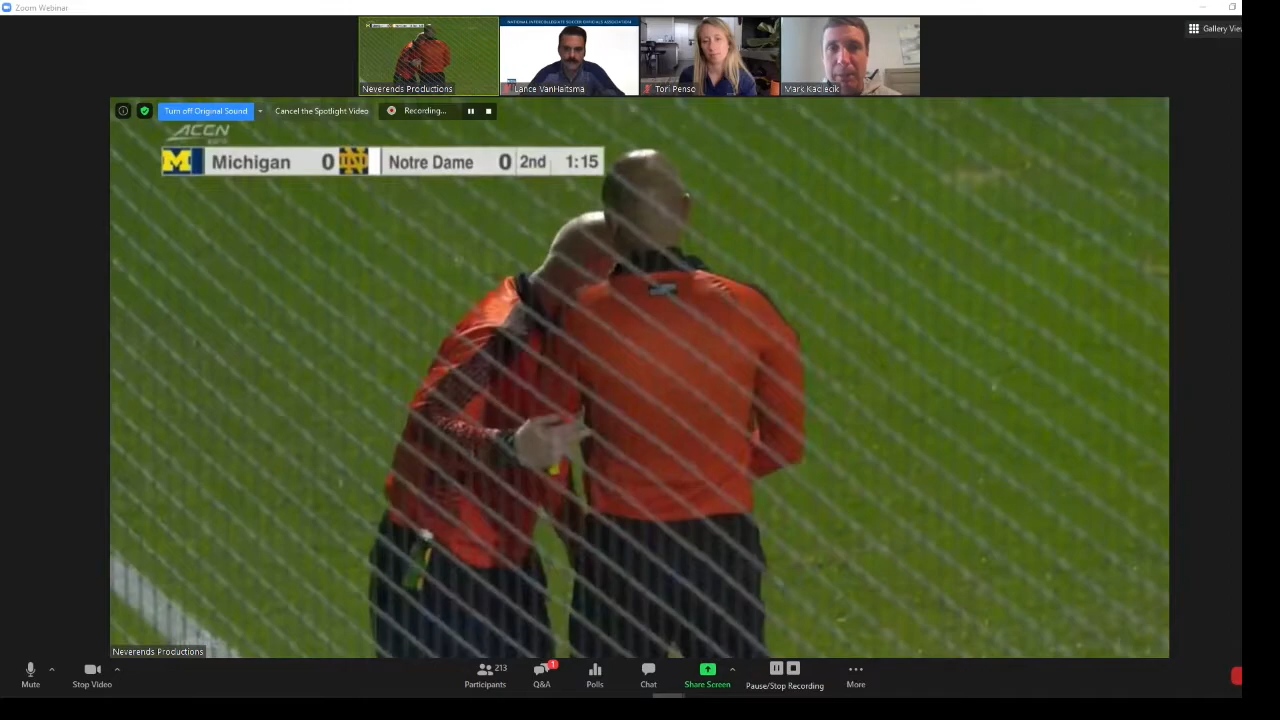 Zoom Webinar
NATIONAL INTERCOLLEGIATE SOCCER OFFICIALS ASSOCIATION
Gallery View
Neverends Productions
Lance VanHaitsma
Tori Penso
Mark Kadlecik
Turn off Original Sound
Cancel the Spotlight Video
Recording...
ACCN
M Michigan 0 ND Notre Dame 0 2nd 1:15
Neverends Productions
Mute
Stop Video
213
Participants
1
Q&A
Polls
Chat
Share Screen
Pause/Stop Recording
More